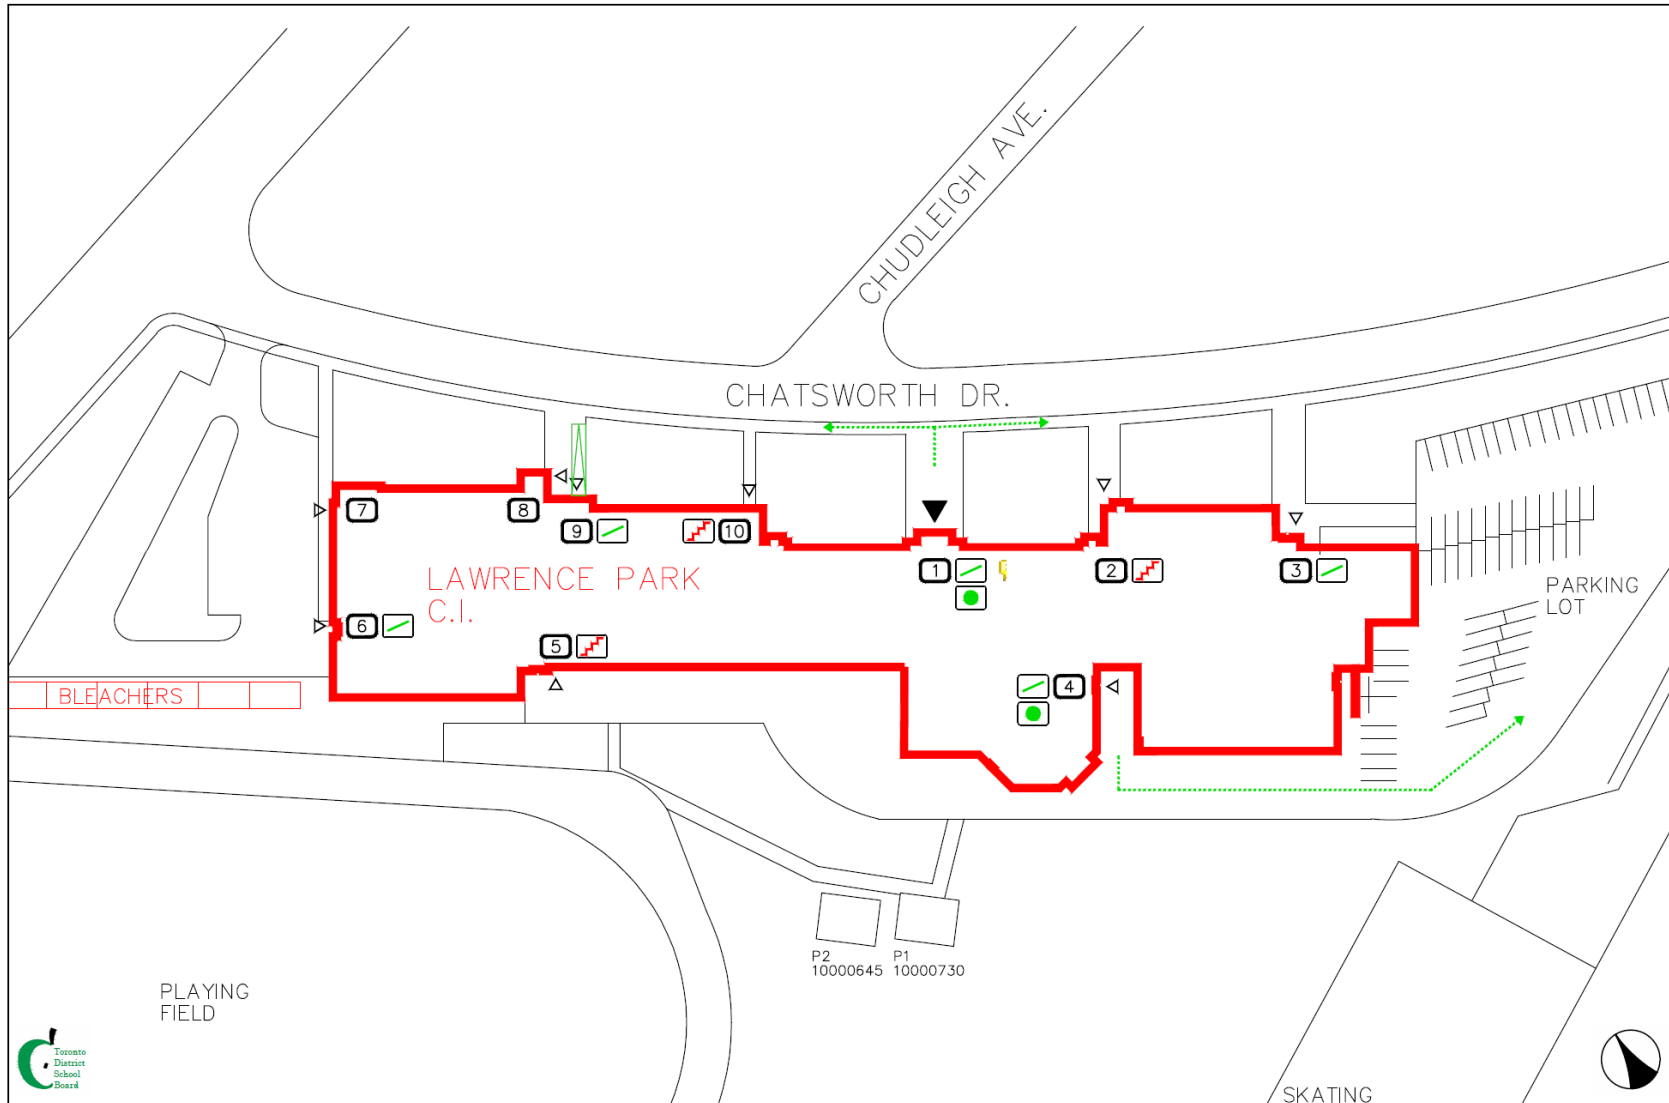 CHUDLEIGH AVE.
CHATSWORTH DR.
7
8
9
10
1
2
3
LAWRENCE PARK
C.I.
6
5
4
PARKING
LOT
BLEACHERS
P2
10000645
P1
10000730
PLAYING
FIELD
Toronto
District
School
Board
SKATING